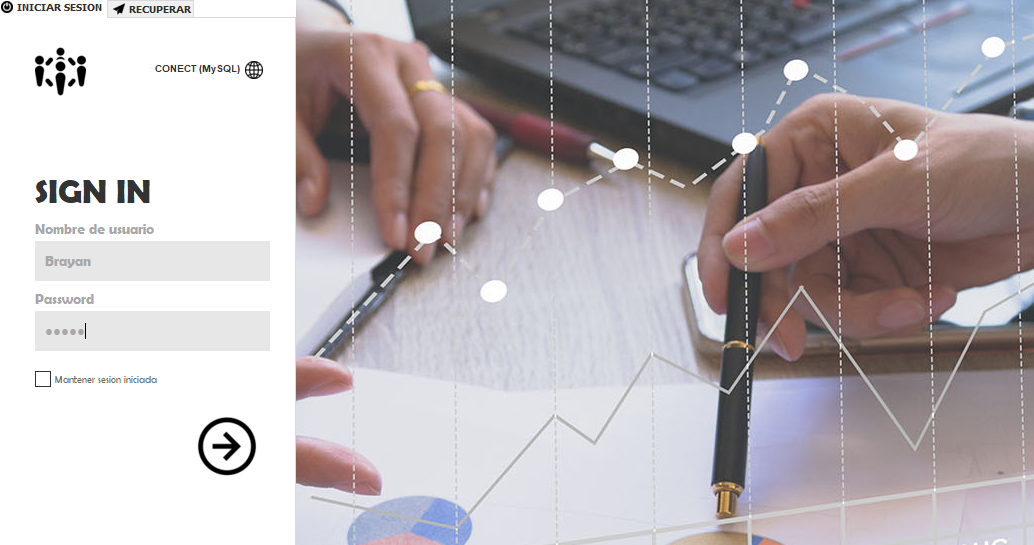 INICIAR SESION
RECUPERAR
CONECT (MySQL)
SIGN IN
Nombre de usuario
Brayan
Password
•••••
Mantener sesion iniciada